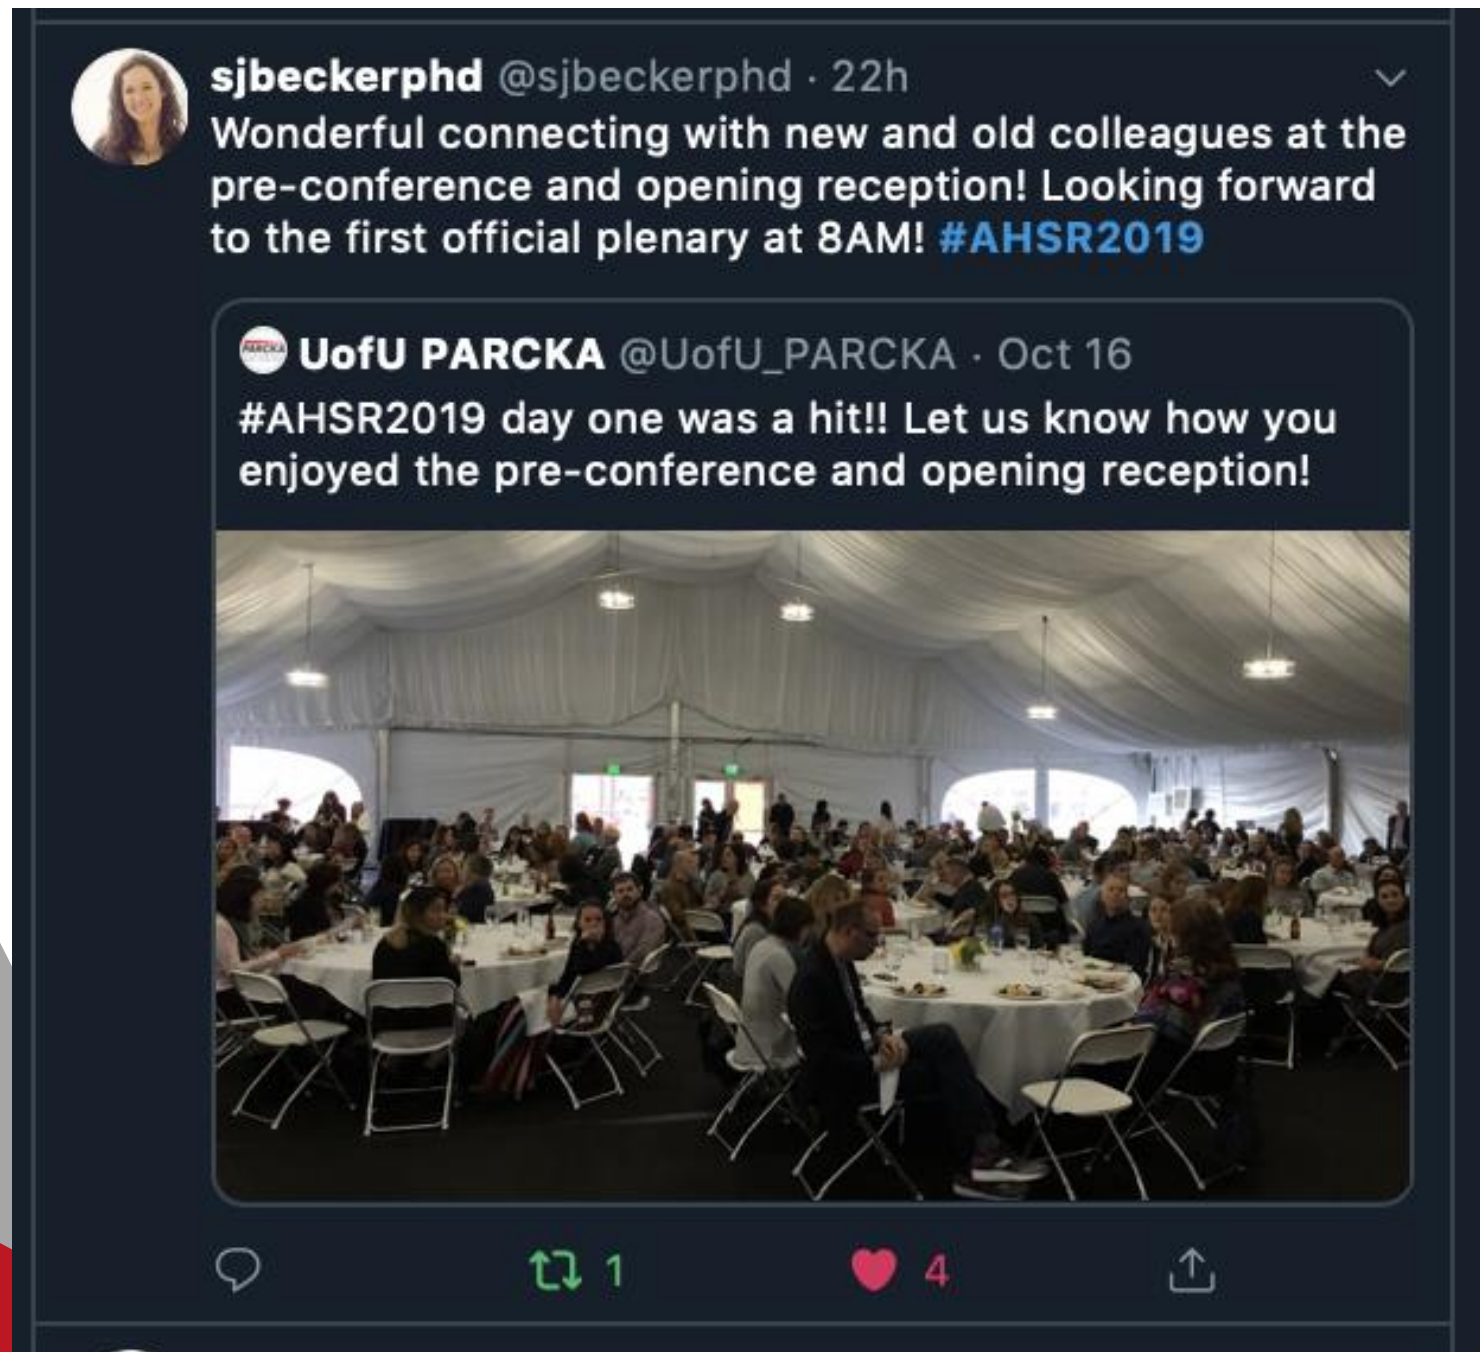 sjbeckerphd @sjbeckerphd · 22h
Wonderful connecting with new and old colleagues at the
pre-conference and opening reception! Looking forward
to the first official plenary at 8AM! #AHSR2019
PARCKA UofU PARCKA @UofU_PARCKA · Oct 16
#AHSR2019 day one was a hit!! Let us know how you
enjoyed the pre-conference and opening reception!
1 4